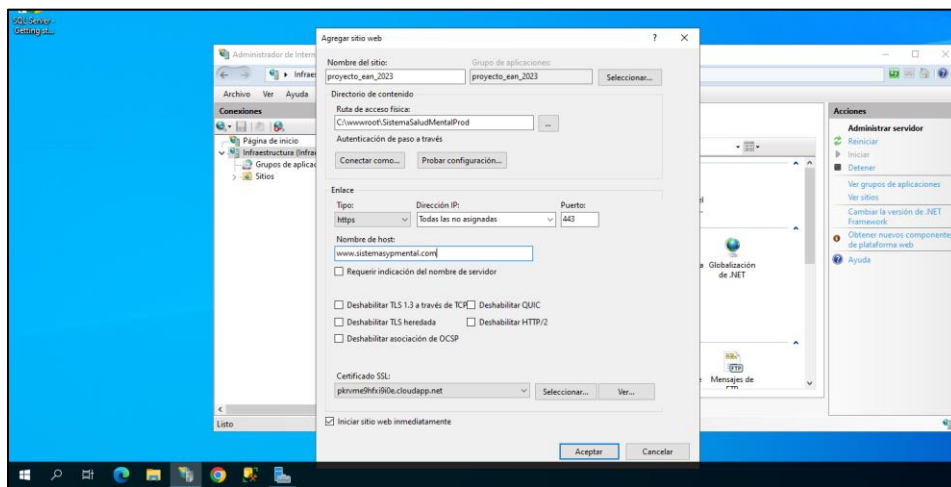 SQL Server -
Getting st...
Administrador de Intern
Infraes
Archivo Ver Ayuda
Conexiones
Página de inicio
Infraestructura (Infrae
Grupos de aplicac
Sitios
Listo
Agregar sitio web
Nombre del sitio:
Grupo de aplicaciones:
proyecto_ean_2023
proyecto_ean_2023
Seleccionar...
Directorio de contenido
Ruta de acceso física:
C:\wwwroot\SistemaSaludMentalProd
...
Autenticación de paso a través
Conectar como...
Probar configuración...
Enlace
Tipo:
Dirección IP:
Puerto:
https
Todas las no asignadas
443
Nombre de host:
www.sistemasypmental.com
Requerir indicación del nombre de servidor
Deshabilitar TLS 1.3 a través de TCP
Deshabilitar QUIC
Deshabilitar TLS heredada
Deshabilitar HTTP/2
Deshabilitar asociación de OCSP
Certificado SSL:
Seleccionar...
Ver...
Iniciar sitio web inmediatamente
Aceptar
Cancelar
Globalización
de .NET
Mensajes de
FTP
Acciones
Administrar servidor
Reiniciar
Iniciar
Detener
Ver grupos de aplicaciones
Ver sitios
Cambiar la versión de .NET
Framework
Obtener nuevos componente
de plataforma web
Ayuda